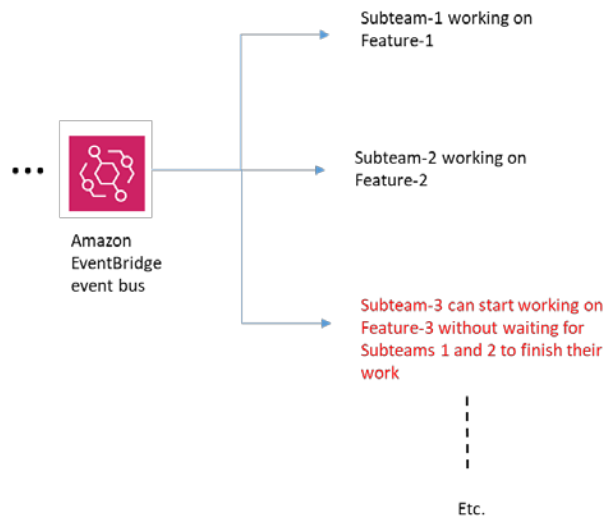 Subteam-1 working on
Feature-1
Subteam-2 working on
Feature-2
Amazon
EventBridge
event bus
Subteam-3 can start working on
Feature-3 without waiting for
Subteams 1 and 2 to finish their
work
Etc.